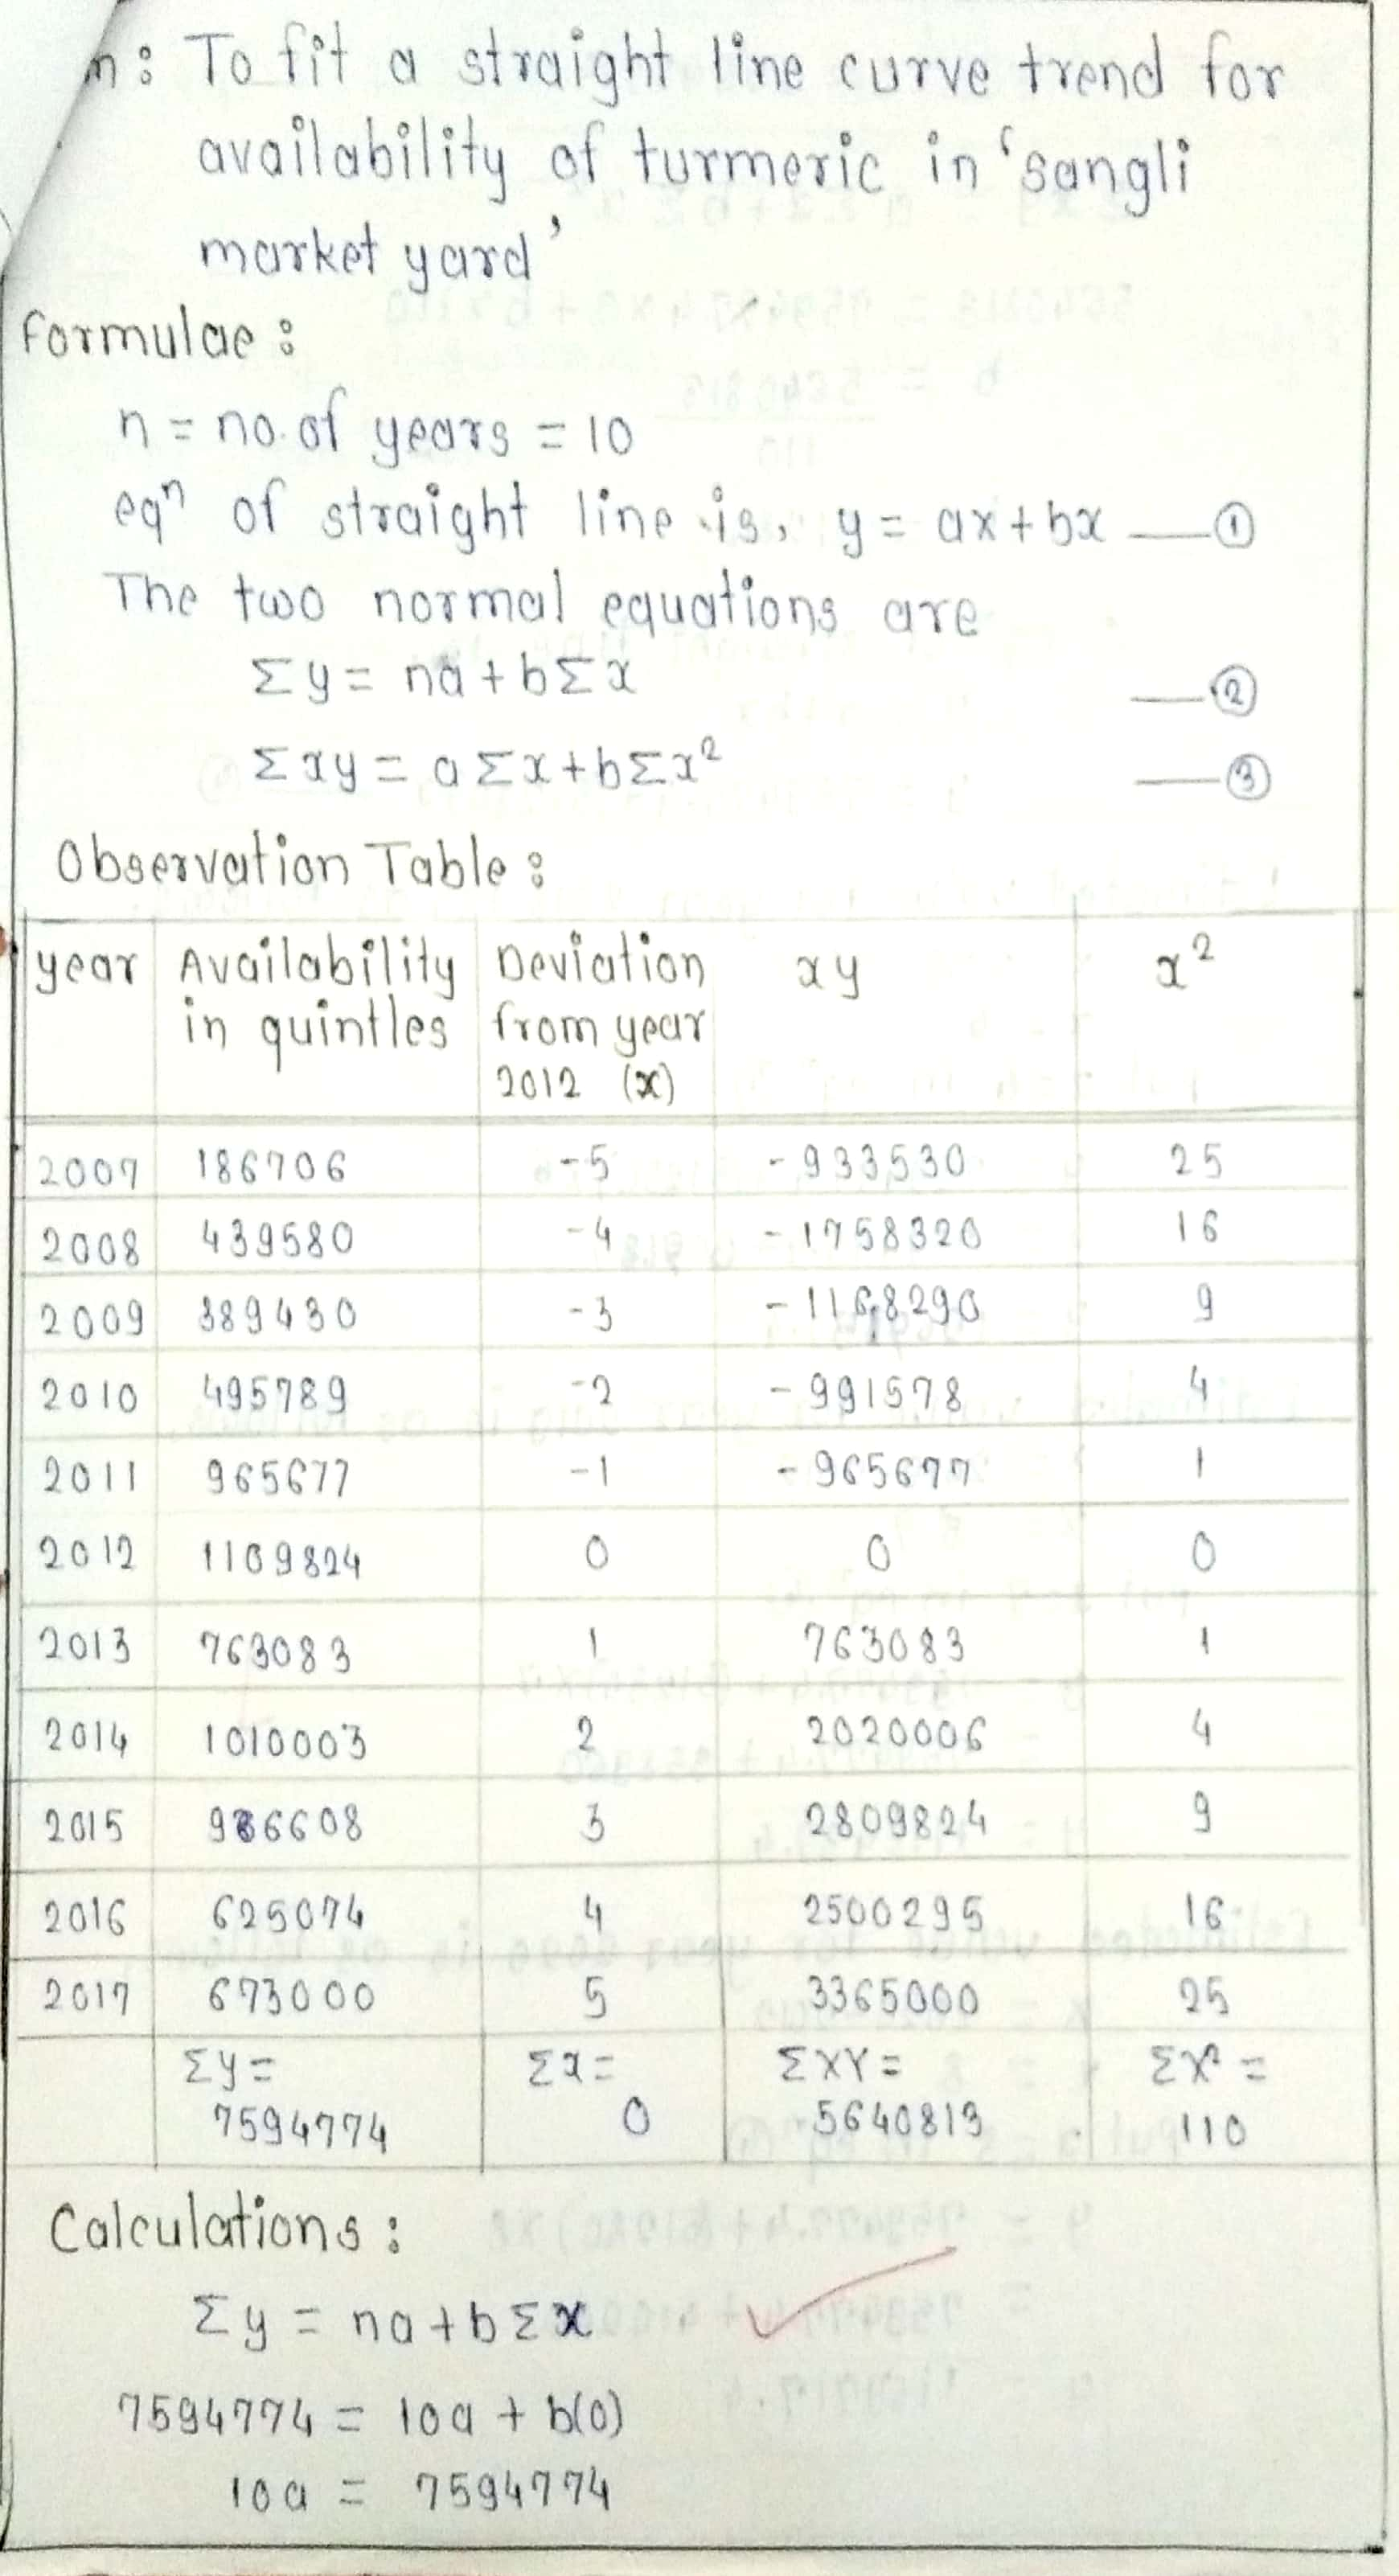 n: To fit a straight line curve trend for
availability of turmeric in 'sangli
market yard'
Formulae:
n = no. of years = 10
eqⁿ of straight line is, y = ax + bx —①
The two normal equations are
Σy = na + bΣx —②
Σxy = aΣx + bΣx² —③
Observation Table:
year Availability in quintles Deviation from year 2012 (x) xy x²
2007 186706 -5 -933530 25
2008 439580 -4 -1758320 16
2009 389430 -3 -1168290 9
2010 495789 -2 -991578 4
2011 965677 -1 -965677 1
2012 1109824 0 0 0
2013 763083 1 763083 1
2014 1010003 2 2020006 4
2015 936608 3 2809824 9
2016 625074 4 2500295 16
2017 673000 5 3365000 25
Σy = 7594774 Σx = 0 ΣXY = 5640813 ΣX² = 110
Calculations:
Σy = na + bΣx
7594774 = 10a + b(0)
10a = 7594774